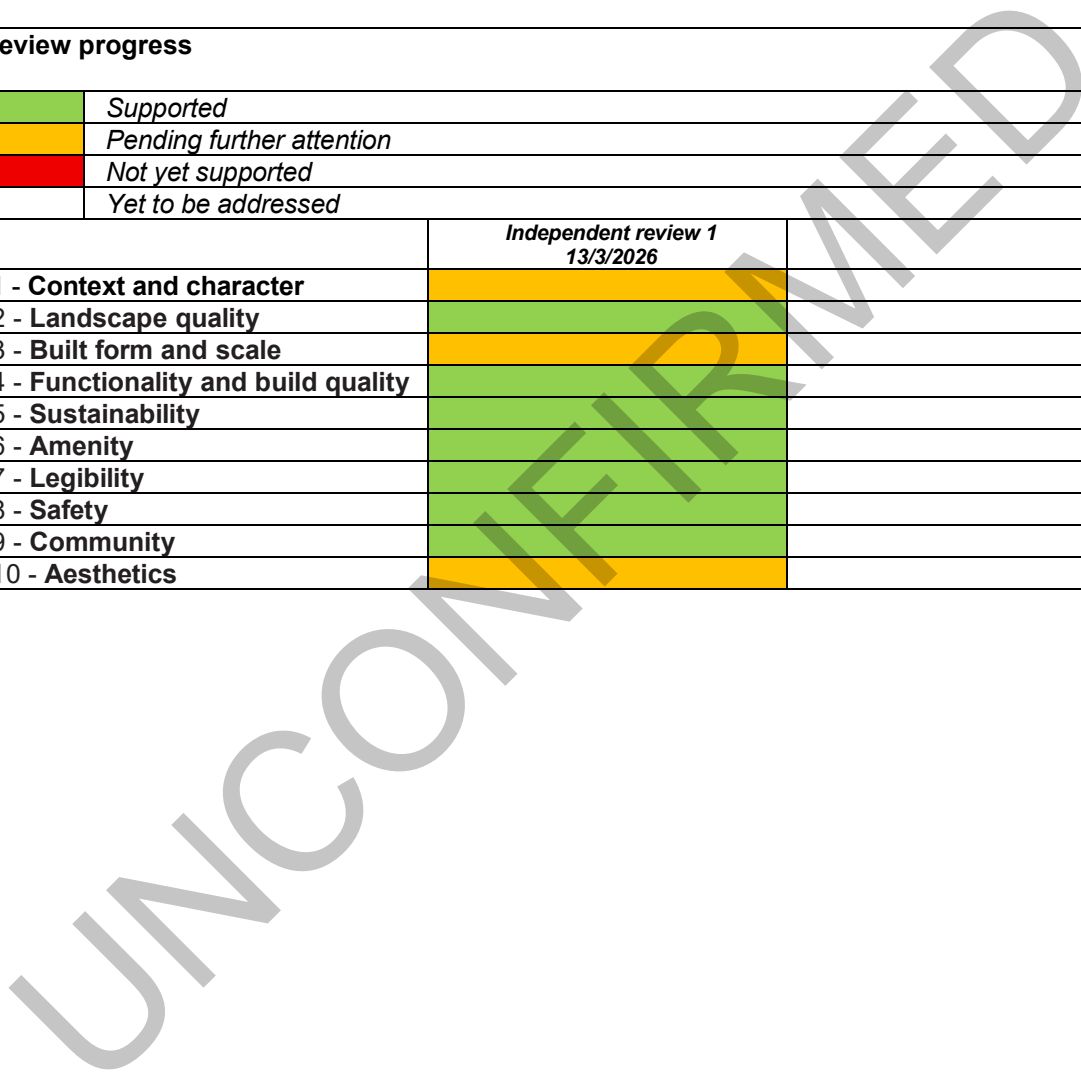 eview progress
Supported
Pending further attention
Not yet supported
Yet to be addressed
Independent review 1
13/3/2026
1 - Context and character
2 - Landscape quality
3 - Built form and scale
4 - Functionality and build quality
5 - Sustainability
6 - Amenity
7 - Legibility
8 - Safety
9 - Community
10 - Aesthetics
UNCONFIRMED